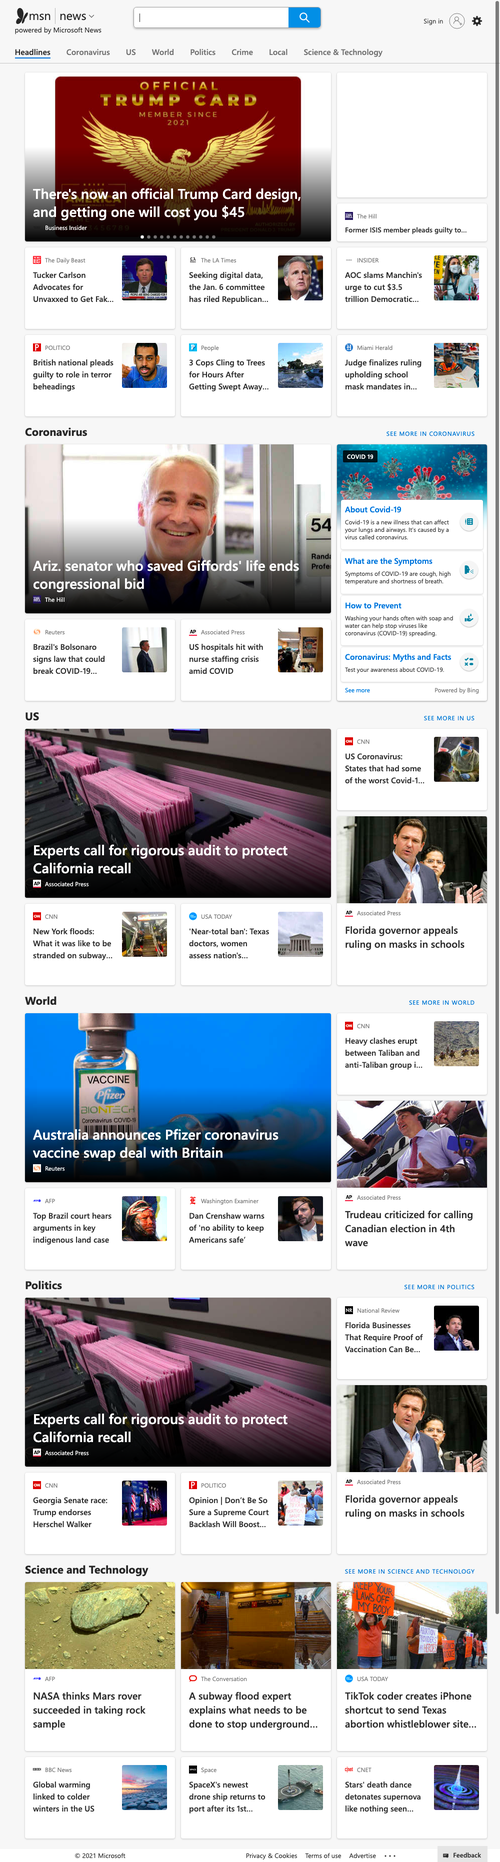 msn news
powered by Microsoft News
Sign in
Headlines Coronavirus US World Politics Crime Local Science & Technology
OFFICIAL
TRUMP CARD
MEMBER SINCE
2021
There's now an official Trump Card design,
and getting one will cost you $45
Business Insider
The Hill
Former ISIS member pleads guilty to...
The Daily Beast
Tucker Carlson
Advocates for
Unvaxxed to Get Fak...
The LA Times
Seeking digital data,
the Jan. 6 committee
has riled Republican...
INSIDER
AOC slams Manchin's
urge to cut $3.5
trillion Democratic...
POLITICO
British national pleads
guilty to role in terror
beheadings
People
3 Cops Cling to Trees
for Hours After
Getting Swept Away...
Miami Herald
Judge finalizes ruling
upholding school
mask mandates in...
Coronavirus
SEE MORE IN CORONAVIRUS
54
Ariz. senator who saved Giffords' life ends
congressional bid
The Hill
COVID 19
About Covid-19
Covid-19 is a new illness that can affect
your lungs and airways. It's caused by a
virus called coronavirus.
What are the Symptoms
Symptoms of COVID-19 are cough, high
temperature and shortness of breath.
How to Prevent
Washing your hands often with soap and
water can help stop viruses like
coronavirus (COVID-19) spreading.
Coronavirus: Myths and Facts
Test your awareness about COVID-19.
See more
Powered by Bing
Reuters
Brazil's Bolsonaro
signs law that could
break COVID-19...
Associated Press
US hospitals hit with
nurse staffing crisis
amid COVID
US
SEE MORE IN US
Experts call for rigorous audit to protect
California recall
Associated Press
CNN
US Coronavirus:
States that had some
of the worst Covid-1...
Associated Press
Florida governor appeals
ruling on masks in schools
CNN
New York floods:
What it was like to be
stranded on subway...
USA TODAY
'Near-total ban': Texas
doctors, women
assess nation's...
World
SEE MORE IN WORLD
VACCINE
Pfizer
BIONTECH
Coronavirus COVID-19
Australia announces Pfizer coronavirus
vaccine swap deal with Britain
Reuters
CNN
Heavy clashes erupt
between Taliban and
anti-Taliban group i...
Associated Press
Trudeau criticized for calling
Canadian election in 4th
wave
AFP
Top Brazil court hears
arguments in key
indigenous land case
Washington Examiner
Dan Crenshaw warns
of 'no ability to keep
Americans safe'
Politics
SEE MORE IN POLITICS
Experts call for rigorous audit to protect
California recall
Associated Press
National Review
Florida Businesses
That Require Proof of
Vaccination Can Be...
Associated Press
Florida governor appeals
ruling on masks in schools
CNN
Georgia Senate race:
Trump endorses
Herschel Walker
POLITICO
Opinion | Don't Be So
Sure a Supreme Court
Backlash Will Boost...
Science and Technology
SEE MORE IN SCIENCE AND TECHNOLOGY
AFP
NASA thinks Mars rover
succeeded in taking rock
sample
The Conversation
A subway flood expert
explains what needs to be
done to stop underground...
KEEP YOUR
LAWS OFF
MY BODY
USA TODAY
TikTok coder creates iPhone
shortcut to send Texas
abortion whistleblower site...
BBC News
Global warming
linked to colder
winters in the US
Space
SpaceX's newest
drone ship returns to
port after its 1st...
CNET
Stars' death dance
detonates supernova
like nothing seen...
© 2021 Microsoft
Privacy & Cookies Terms of use Advertise ...
Feedback